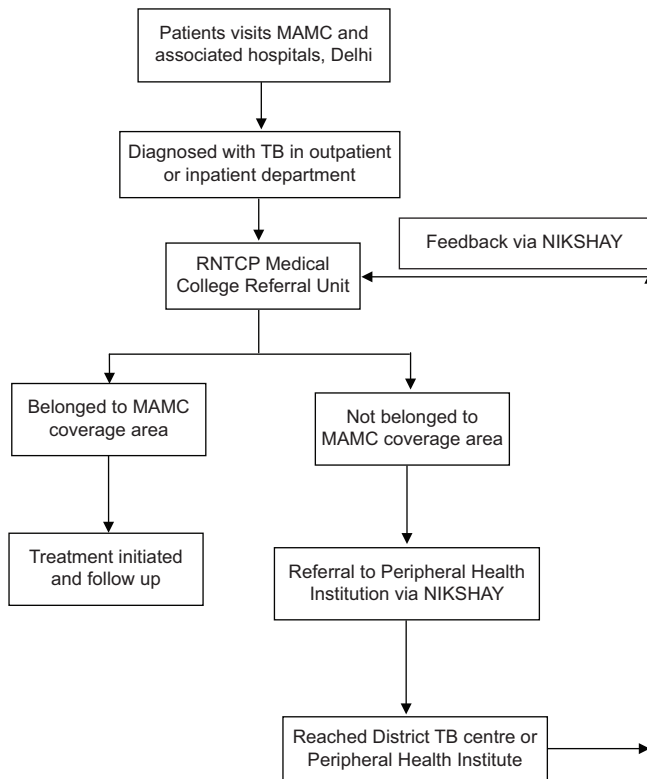 Patients visits MAMC and
associated hospitals, Delhi
Diagnosed with TB in outpatient
or inpatient department
Feedback via NIKSHAY
RNTCP Medical
College Referral Unit
Belonged to MAMC
coverage area
Not belonged to
MAMC coverage area
Treatment initiated
and follow up
Referral to Peripheral Health
Institution via NIKSHAY
Reached District TB centre or
Peripheral Health Institute